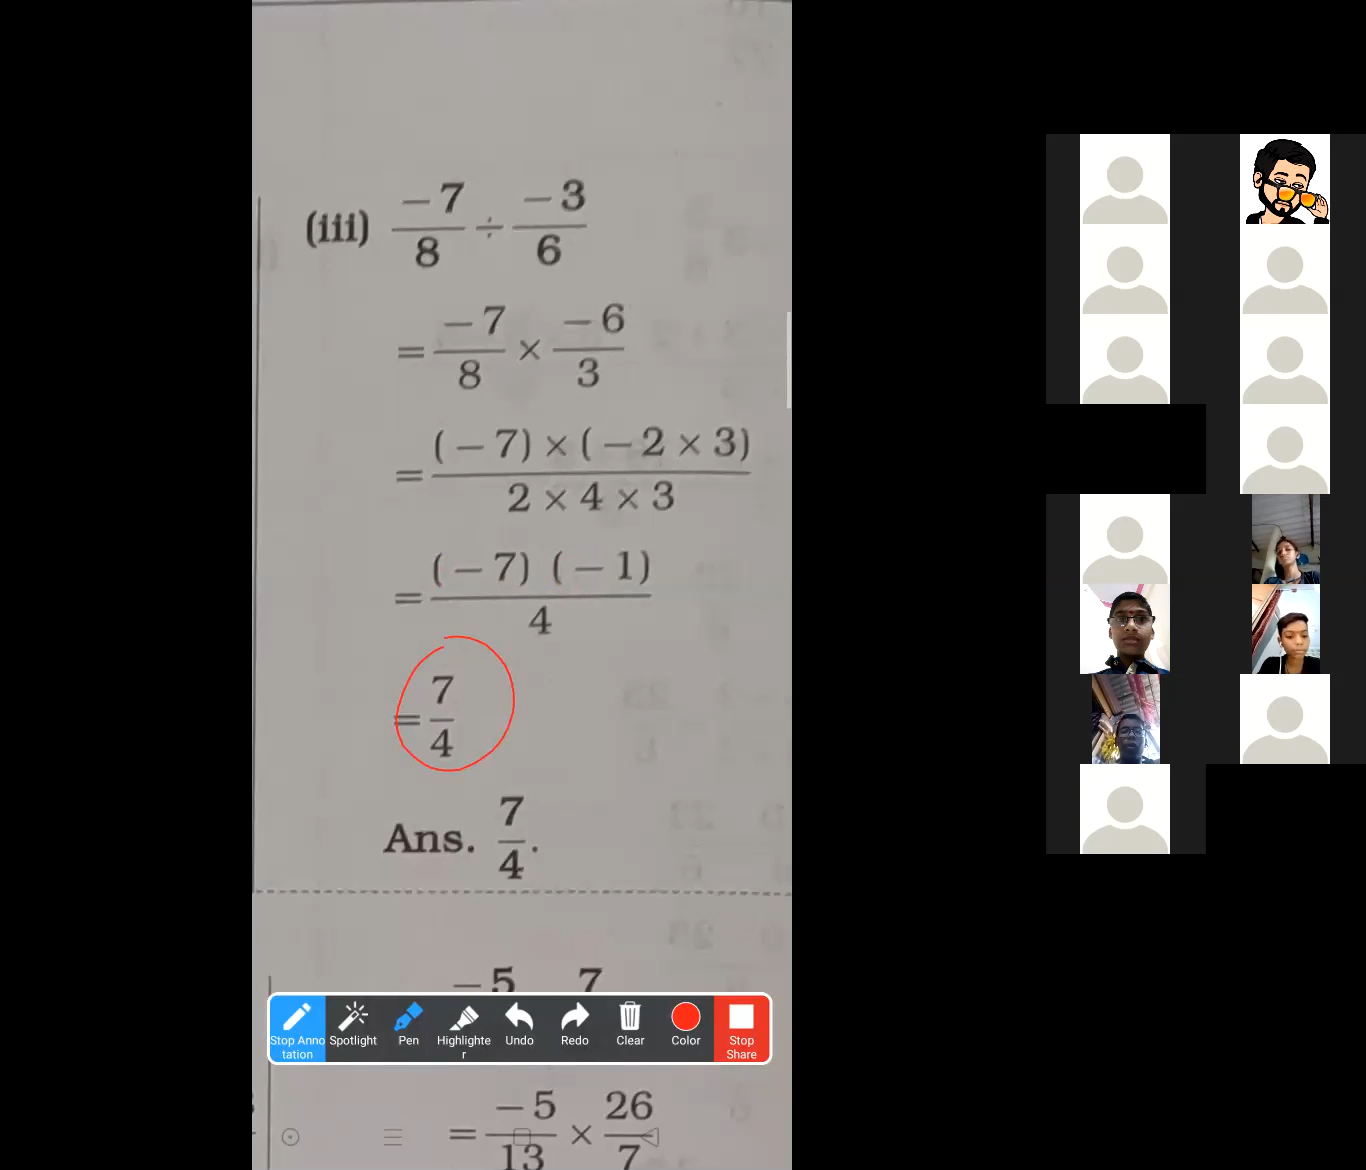 (iii) -7/8 ÷ -3/6
= -7/8 × -6/3
= (-7) × (-2 × 3)/2 × 4 × 3
= (-7) (-1)/4
= 7/4
Ans. 7/4.
-5 7
Stop Annotation Spotlight Pen Highlighter Undo Redo Clear Color Stop Share
= -5/13 × 26/7